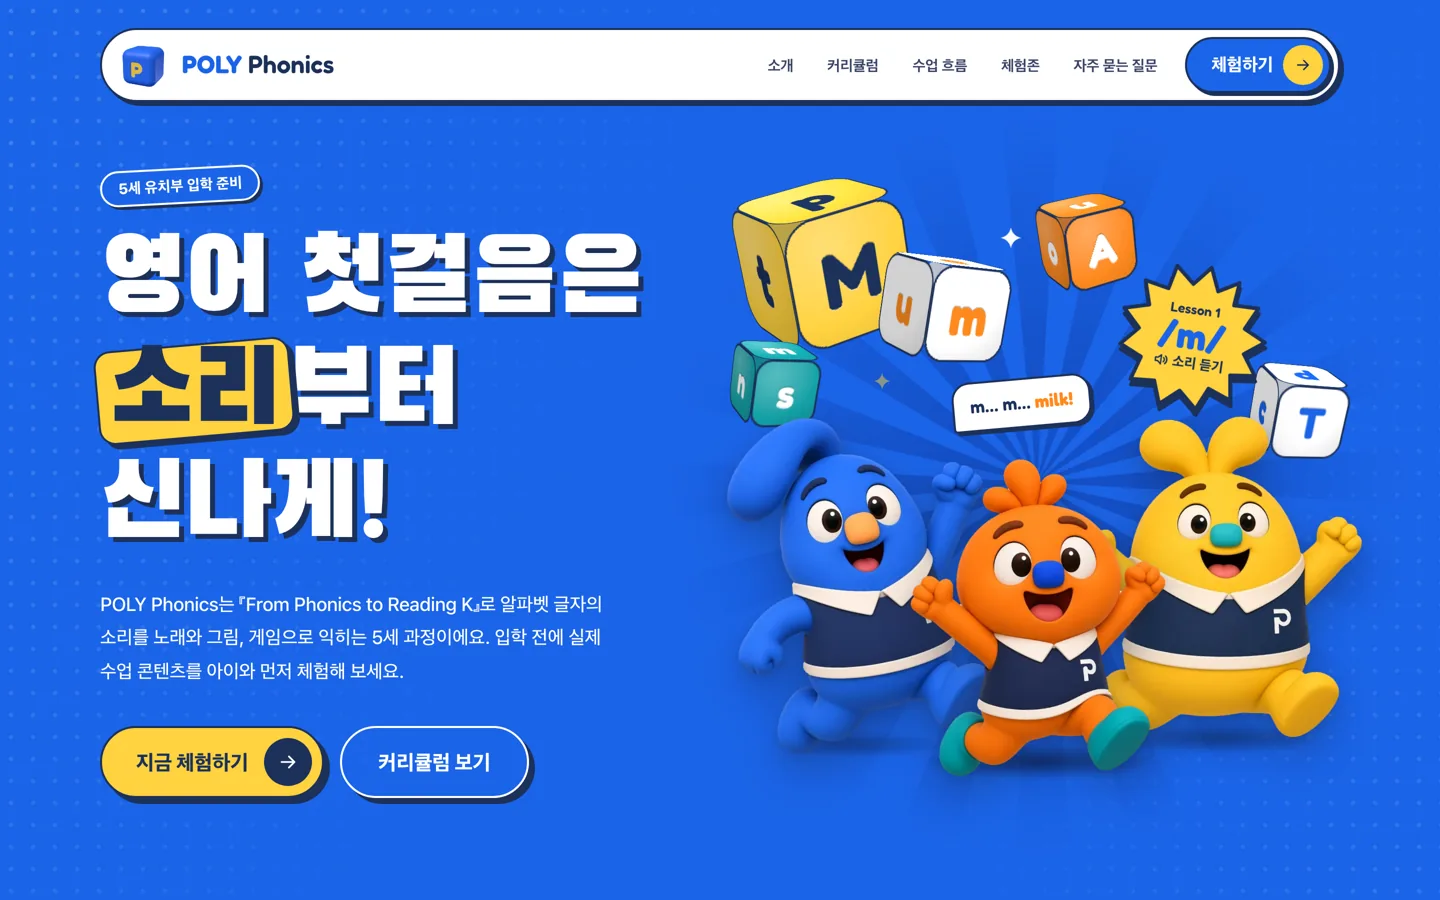 P
POLY Phonics
소개
커리큘럼
수업 흐름
체험존
자주 묻는 질문
체험하기
5세 유치부 입학 준비
영어 첫걸음은
소리부터
신나게!
POLY Phonics는 『From Phonics to Reading K』로 알파벳 글자의
소리를 노래와 그림, 게임으로 익히는 5세 과정이에요. 입학 전에 실제
수업 콘텐츠를 아이와 먼저 체험해 보세요.
지금 체험하기
커리큘럼 보기
P
t M
u m
u
o A
m
n s
d
c T
Lesson 1
/m/
소리 듣기
m... m... milk!
P
P